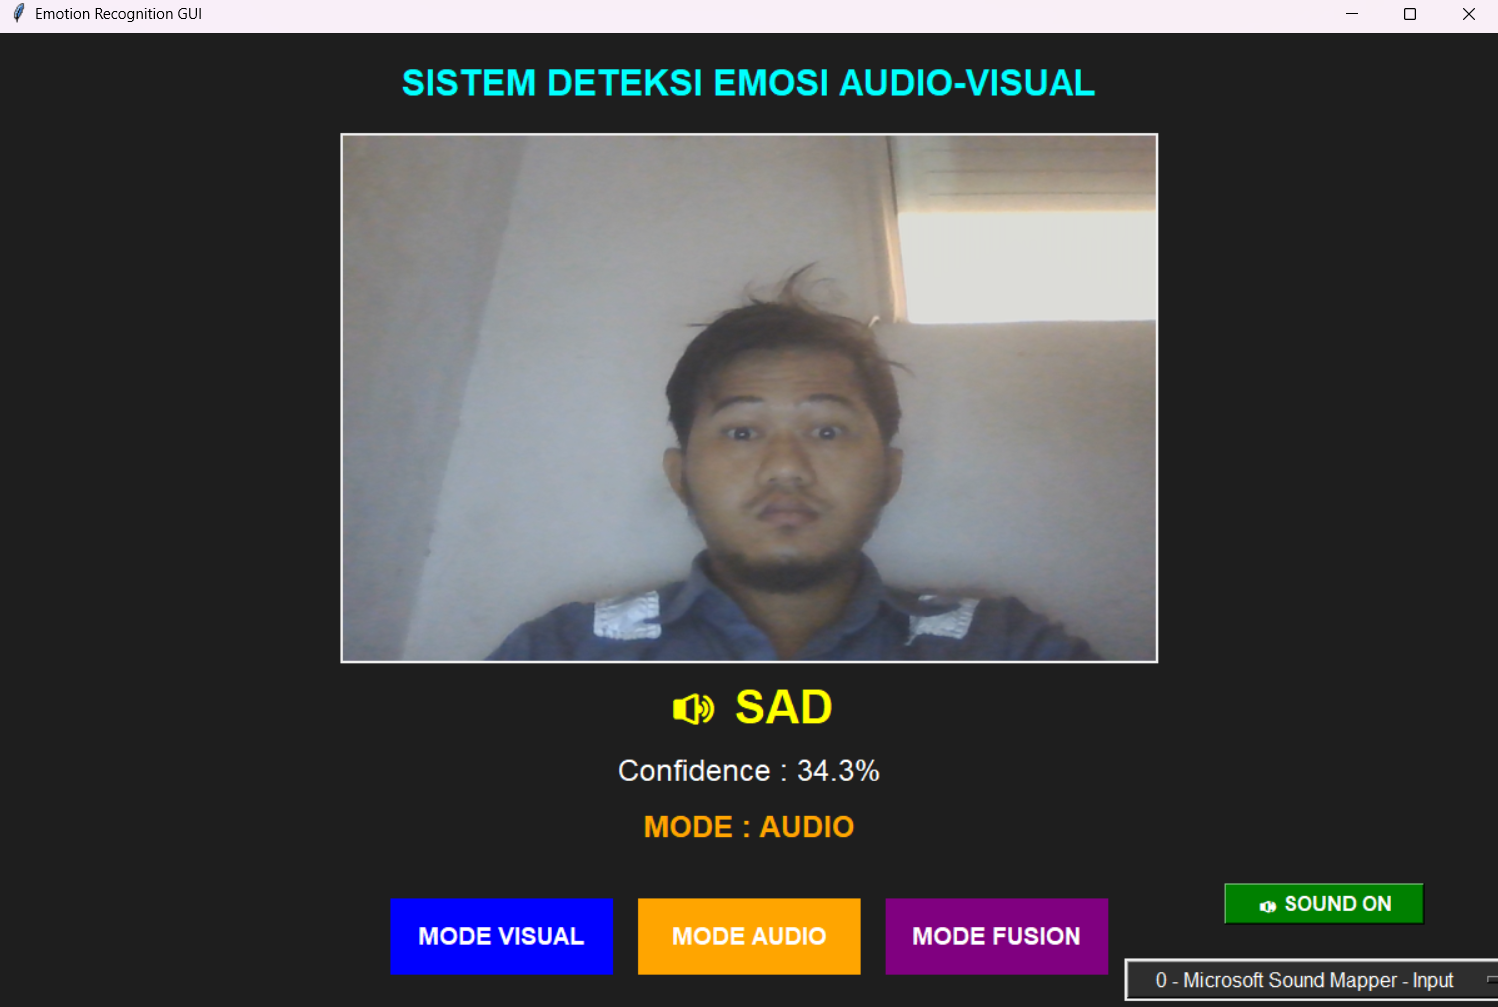 Emotion Recognition GUI
SISTEM DETEKSI EMOSI AUDIO-VISUAL
SAD
Confidence : 34.3%
MODE : AUDIO
MODE VISUAL
MODE AUDIO
MODE FUSION
SOUND ON
0 - Microsoft Sound Mapper - Input